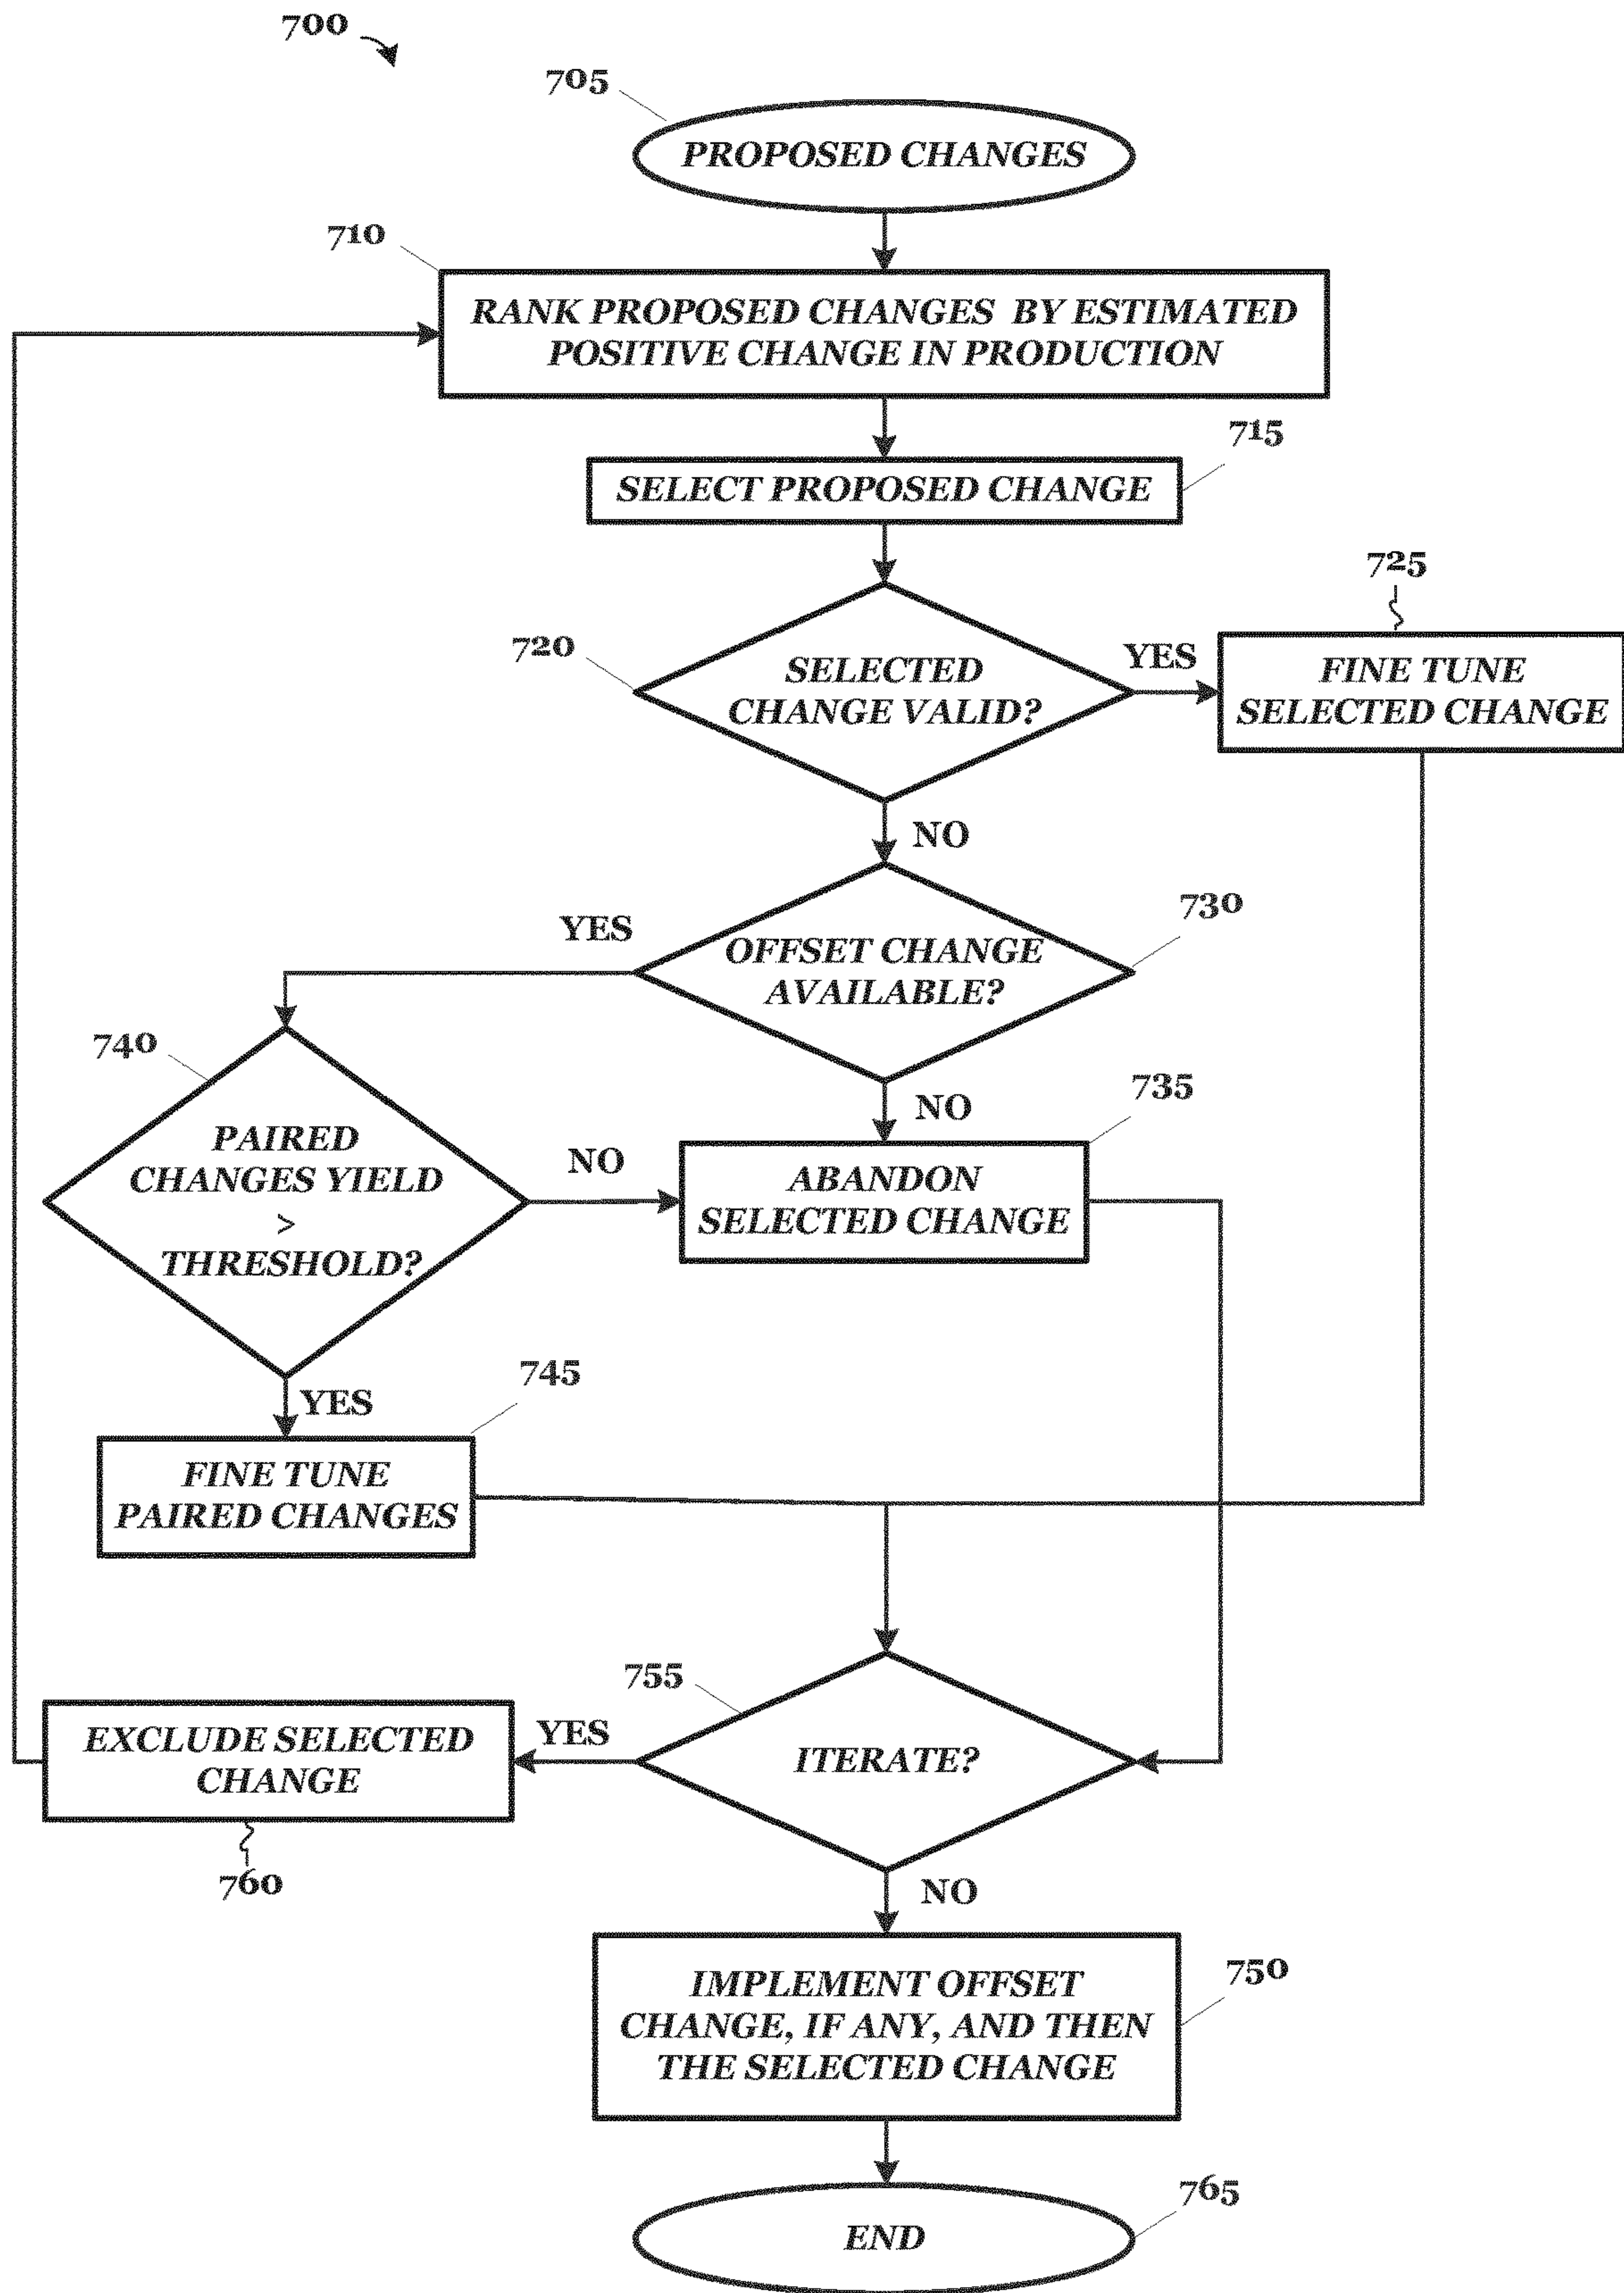 700
705
PROPOSED CHANGES
710
RANK PROPOSED CHANGES BY ESTIMATED
POSITIVE CHANGE IN PRODUCTION
715
SELECT PROPOSED CHANGE
725
720
SELECTED
CHANGE VALID?
YES
FINE TUNE
SELECTED CHANGE
NO
730
YES
OFFSET CHANGE
AVAILABLE?
740
735
NO
PAIRED
CHANGES YIELD
>
THRESHOLD?
NO
ABANDON
SELECTED CHANGE
745
YES
FINE TUNE
PAIRED CHANGES
755
EXCLUDE SELECTED
CHANGE
YES
ITERATE?
760
NO
IMPLEMENT OFFSET
CHANGE, IF ANY, AND THEN
THE SELECTED CHANGE
750
765
END